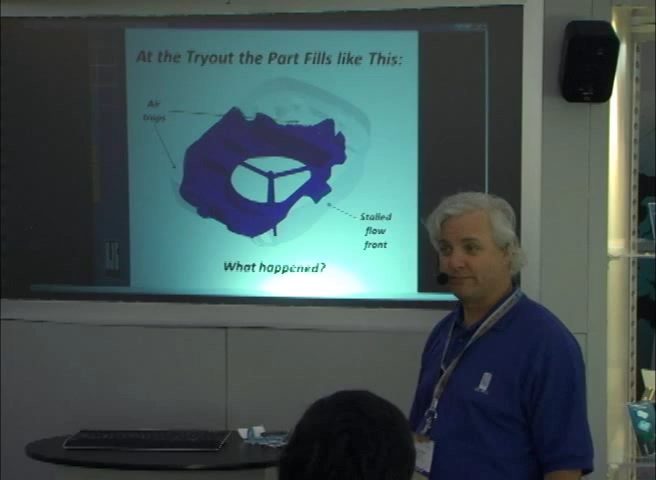 At the Tryout the Part Fills like This:
Air
traps
Stalled
flow
front
What happened?